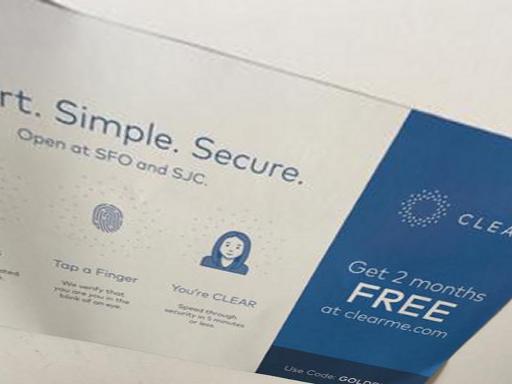 rt. Simple. Secure.
Open at SFO and SJC.
Tap a Finger
We verify that
you are you in the
blink of an eye.
You're CLEAR
Speed through
security in 5 minutes
or less.
CLEA
Get 2 months
FREE
at clearme.com
Use Code: